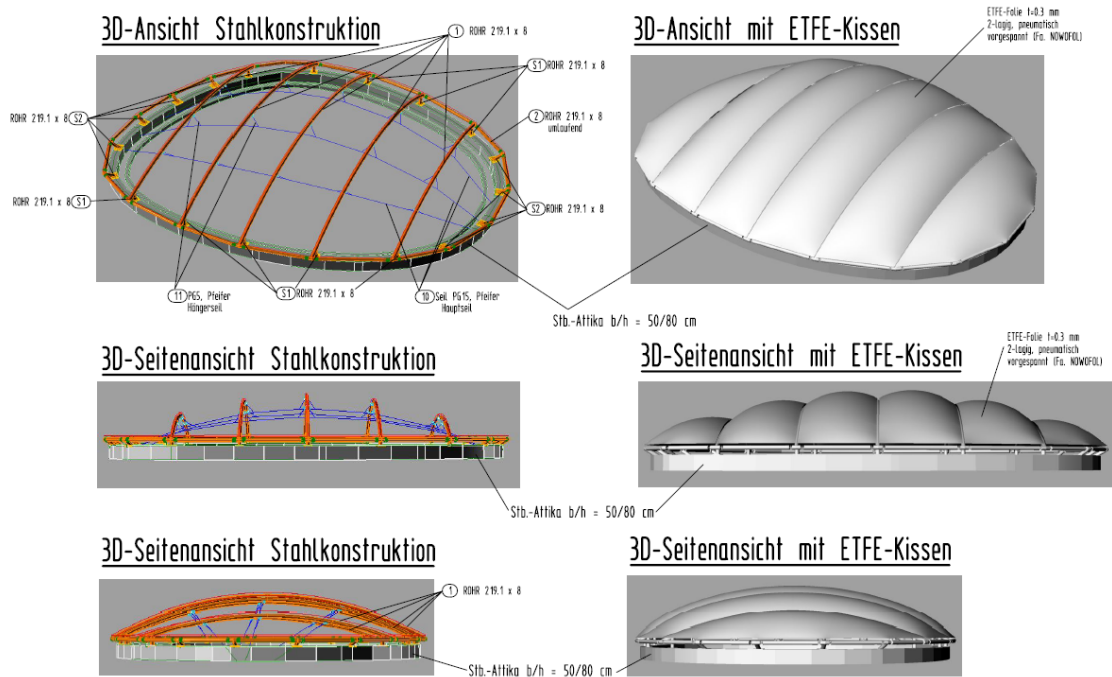 3D-Ansicht Stahlkonstruktion
1 ROHR 219.1 x 8
S1 ROHR 219.1 x 8
2 ROHR 219.1 x 8
umlaufend
ROHR 219.1 x 8 S2
ROHR 219.1 x 8 S1
S2 ROHR 219.1 x 8
11 PG5, Pfeifer
Hängerseil
S1 ROHR 219.1 x 8
10 Seil PG15, Pfeifer
Hauptseil
3D-Ansicht mit ETFE-Kissen
ETFE-Folie t=0.3 mm
2-lagig, pneumatisch
vorgespannt (Fa. NOWOFOL)
Stb.-Attika b/h = 50/80 cm
3D-Seitenansicht Stahlkonstruktion
3D-Seitenansicht mit ETFE-Kissen
ETFE-Folie t=0.3 mm
2-lagig, pneumatisch
vorgespannt (Fa. NOWOFOL)
Stb.-Attika b/h = 50/80 cm
3D-Seitenansicht Stahlkonstruktion
1 ROHR 219.1 x 8
3D-Seitenansicht mit ETFE-Kissen
Stb.-Attika b/h = 50/80 cm